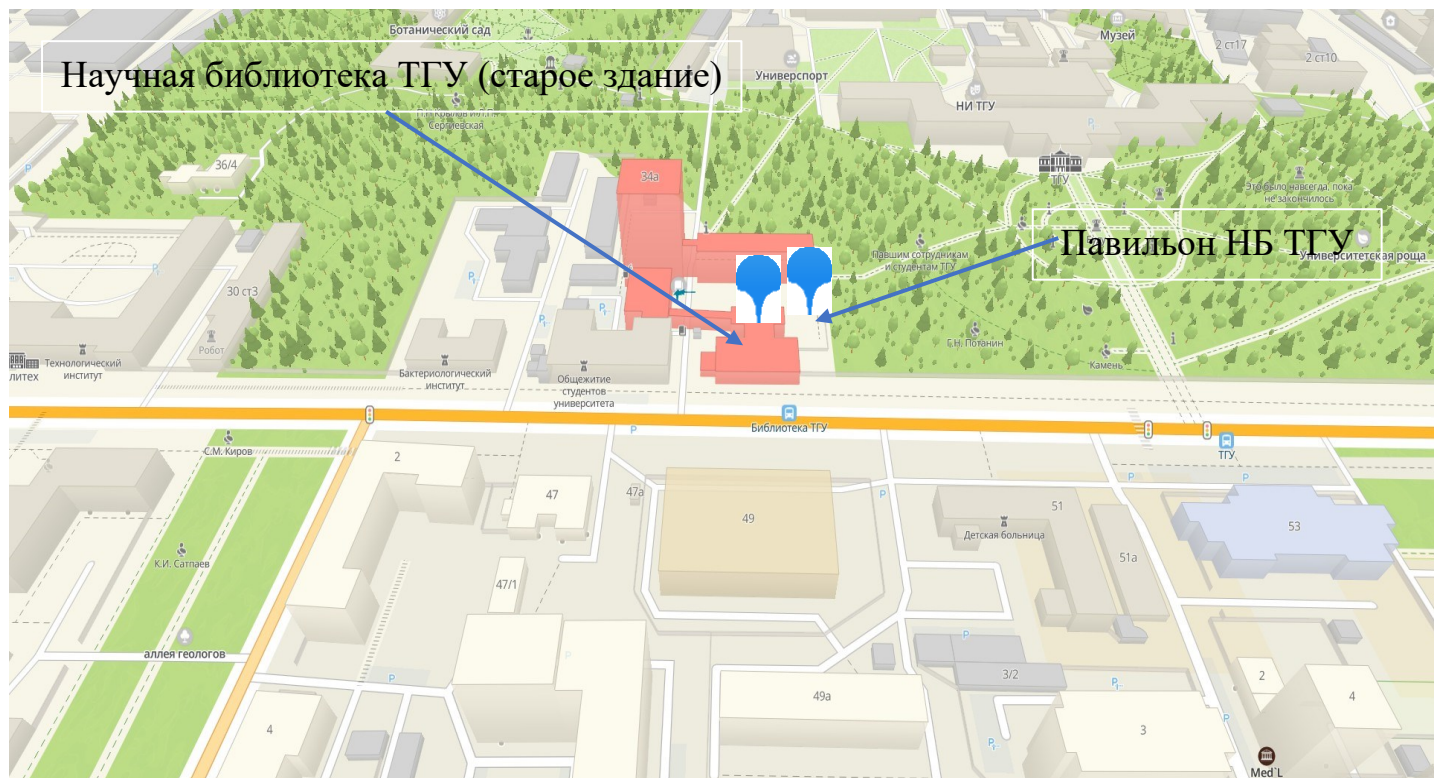 Ботанический сад
Музей
2 ст17
2 ст10
Научная библиотека ТГУ (старое здание)
Универспорт
НИ ТГУ
Сергиевская
36/4
34а
ТГУ
Это было навсегда, пока
не закончилось
Павшим сотрудникам
и студентам ТГУ
Павильон НБ ТГУ
Университетская роща
30 ст3
Робот
Г.Н. Потанин
Камень
литех
Технологический
институт
Бактериологический
институт
Общежитие
студентов
университета
Библиотека ТГУ
ТГУ
С.М. Киров
2
47
47а
49
51
Детская больница
51а
53
К.И. Сатпаев
47/1
аллея геологов
3/2
49а
2
4
4
3
Med`L
P